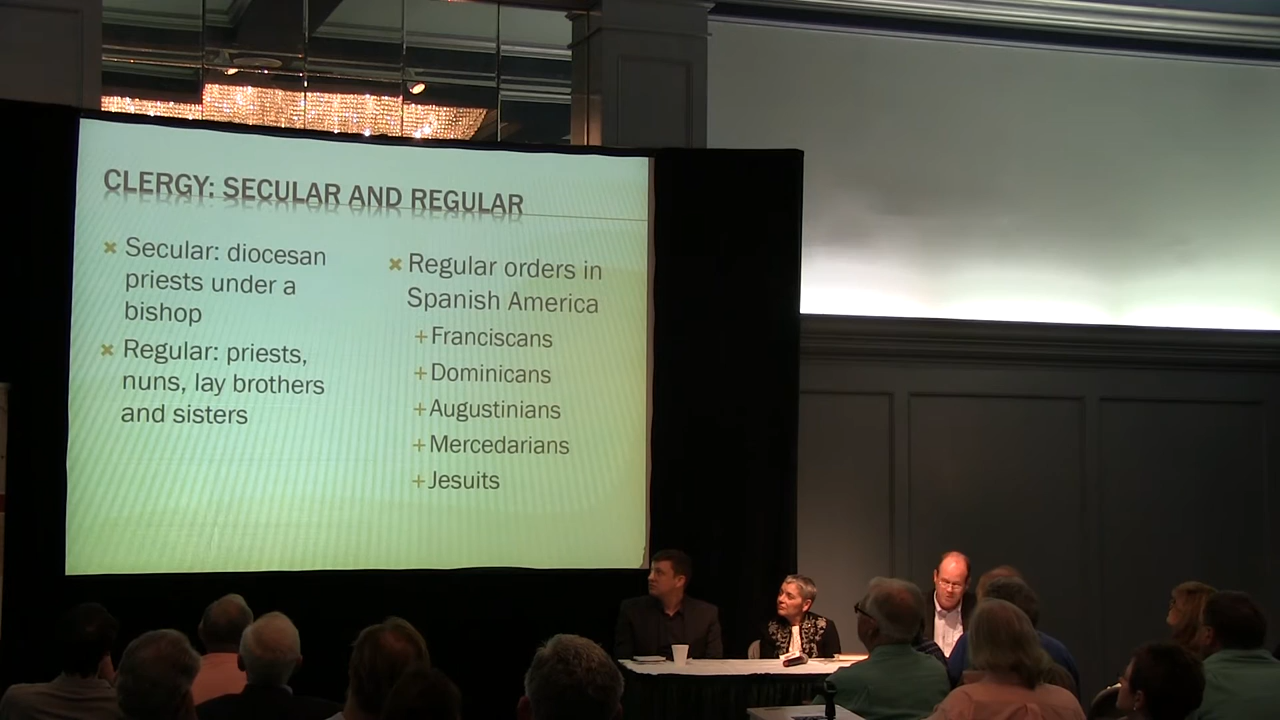 CLERGY: SECULAR AND REGULAR
Secular: diocesan
priests under a
bishop
Regular: priests,
nuns, lay brothers
and sisters
Regular orders in
Spanish America
+Franciscans
+Dominicans
+Augustinians
+Mercedarians
+Jesuits